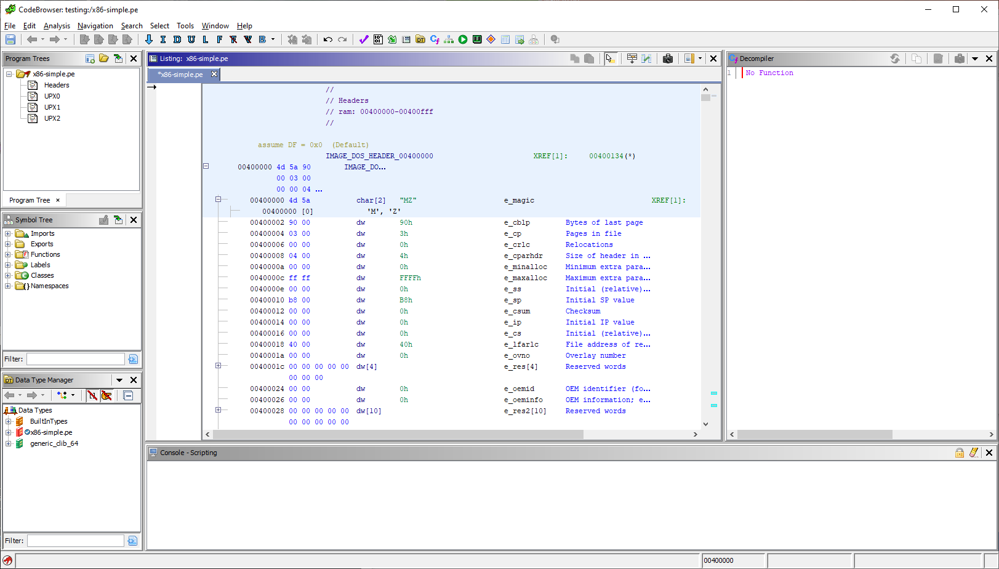 CodeBrowser: testing:/x86-simple.pe
File Edit Analysis Navigation Search Select Tools Window Help
I D U L F R V B
Program Trees
x86-simple.pe
Headers
UPX0
UPX1
UPX2
Program Tree ×
Symbol Tree
Imports
Exports
Functions
Labels
Classes
Namespaces
Filter:
Data Type Manager
Data Types
BuiltInTypes
x86-simple.pe
generic_clib_64
Filter:
Listing: x86-simple.pe
*x86-simple.pe
//
// Headers
// ram: 00400000-00400fff
//
assume DF = 0x0 (Default)
IMAGE_DOS_HEADER_00400000 XREF[1]: 00400134(*)
00400000 4d 5a 90 IMAGE_DO...
00 03 00
00 00 04 ...
00400000 4d 5a char[2] "MZ" e_magic XREF[1]:
00400000 [0] 'M', 'Z'
00400002 90 00 dw 90h e_cblp Bytes of last page
00400004 03 00 dw 3h e_cp Pages in file
00400006 00 00 dw 0h e_crlc Relocations
00400008 04 00 dw 4h e_cparhdr Size of header in ...
0040000a 00 00 dw 0h e_minalloc Minimum extra para...
0040000c ff ff dw FFFFh e_maxalloc Maximum extra para...
0040000e 00 00 dw 0h e_ss Initial (relative)...
00400010 b8 00 dw B8h e_sp Initial SP value
00400012 00 00 dw 0h e_csum Checksum
00400014 00 00 dw 0h e_ip Initial IP value
00400016 00 00 dw 0h e_cs Initial (relative)...
00400018 40 00 dw 40h e_lfarlc File address of re...
0040001a 00 00 dw 0h e_ovno Overlay number
0040001c 00 00 00 00 00 dw[4] e_res[4] Reserved words
00 00 00
00400024 00 00 dw 0h e_oemid OEM identifier (fo...
00400026 00 00 dw 0h e_oeminfo OEM information; e...
00400028 00 00 00 00 00 dw[10] e_res2[10] Reserved words
00 00 00 00 00
Decompiler
1 No Function
Console - Scripting
00400000